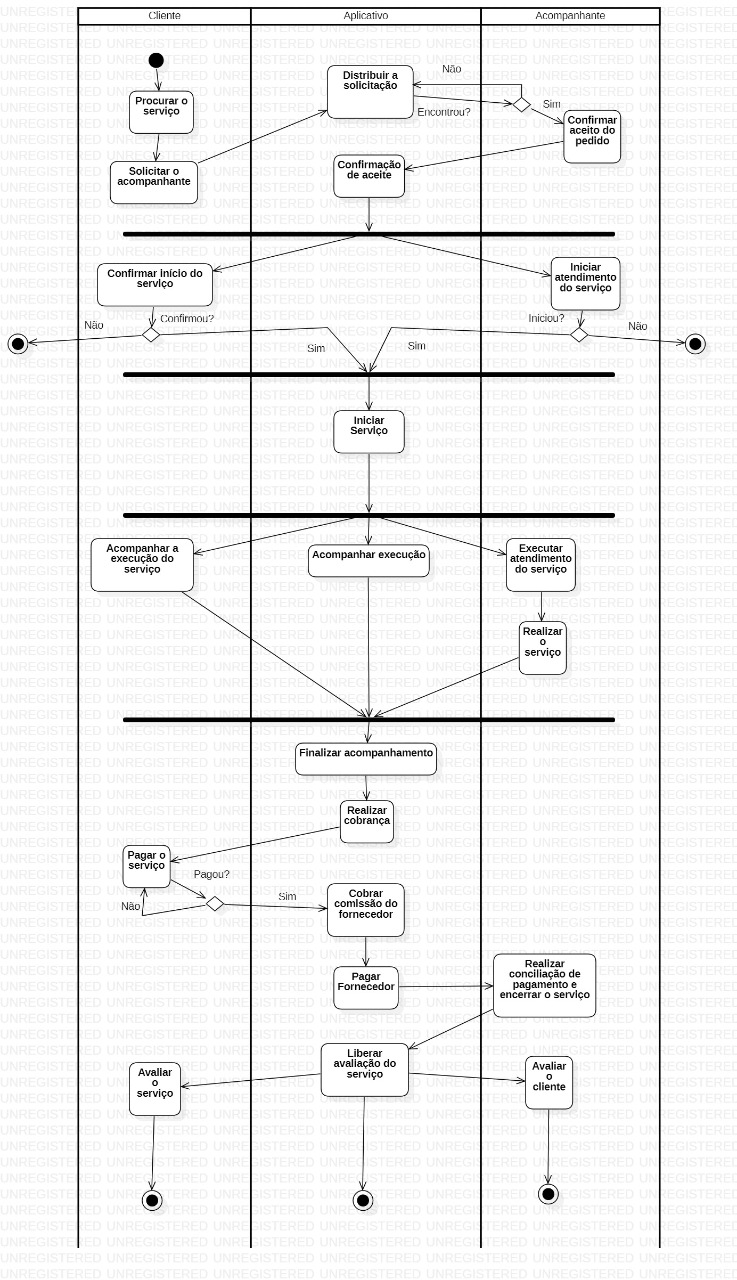 Cliente
Aplicativo
Acompanhante
Procurar o
serviço
Solicitar o
acompanhante
Distribuir a
solicitação
Não
Encontrou?
Sim
Confirmar
aceito do
pedido
Confirmação
de aceite
Confirmar início do
serviço
Iniciar
atendimento
do serviço
Não
Confirmou?
Sim
Sim
Iniciou?
Não
Iniciar
Serviço
Acompanhar a
execução do
serviço
Acompanhar execução
Executar
atendimento
do serviço
Realizar
o
serviço
Finalizar acompanhamento
Realizar
cobrança
Pagar o
serviço
Pagou?
Não
Sim
Cobrar
comissão do
fornecedor
Pagar
Fornecedor
Realizar
conciliação de
pagamento e
encerrar o serviço
Liberar
avaliação do
serviço
Avaliar
o
serviço
Avaliar
o
cliente
UNREGISTERED